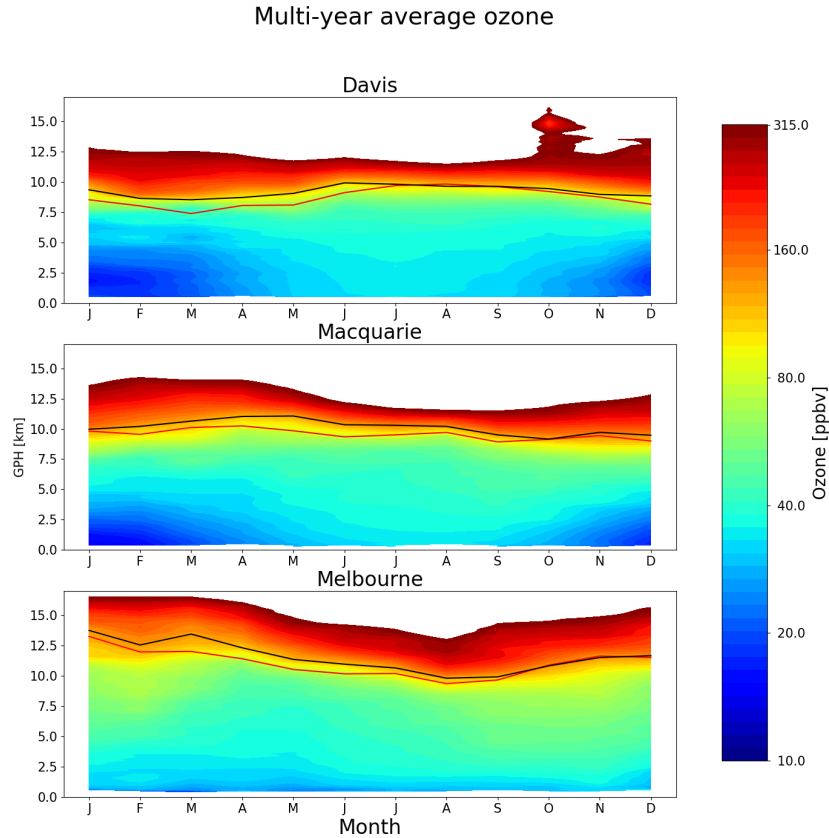 Multi-year average ozone
Davis
15.0
12.5
10.0
7.5
5.0
2.5
0.0
J F M A M J J A S O N D
Macquarie
15.0
12.5
10.0
7.5
5.0
2.5
0.0
GPH [km]
J F M A M J J A S O N D
Melbourne
15.0
12.5
10.0
7.5
5.0
2.5
0.0
J F M A M J J A S O N D
Month
315.0
160.0
80.0
40.0
20.0
10.0
Ozone [ppbv]